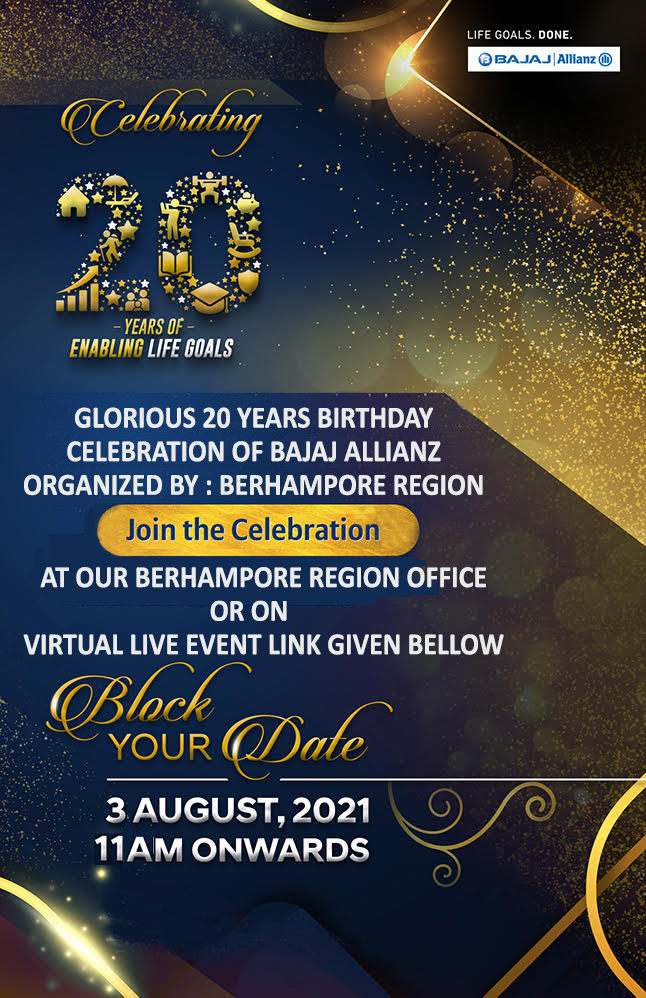 LIFE GOALS. DONE.
BAJAJ | Allianz
Celebrating
20
- YEARS OF -
ENABLING LIFE GOALS
GLORIOUS 20 YEARS BIRTHDAY
CELEBRATION OF BAJAJ ALLIANZ
ORGANIZED BY : BERHAMPORE REGION
Join the Celebration
AT OUR BERHAMPORE REGION OFFICE
OR ON
VIRTUAL LIVE EVENT LINK GIVEN BELLOW
Block
YOUR Date
3 AUGUST, 2021
11AM ONWARDS